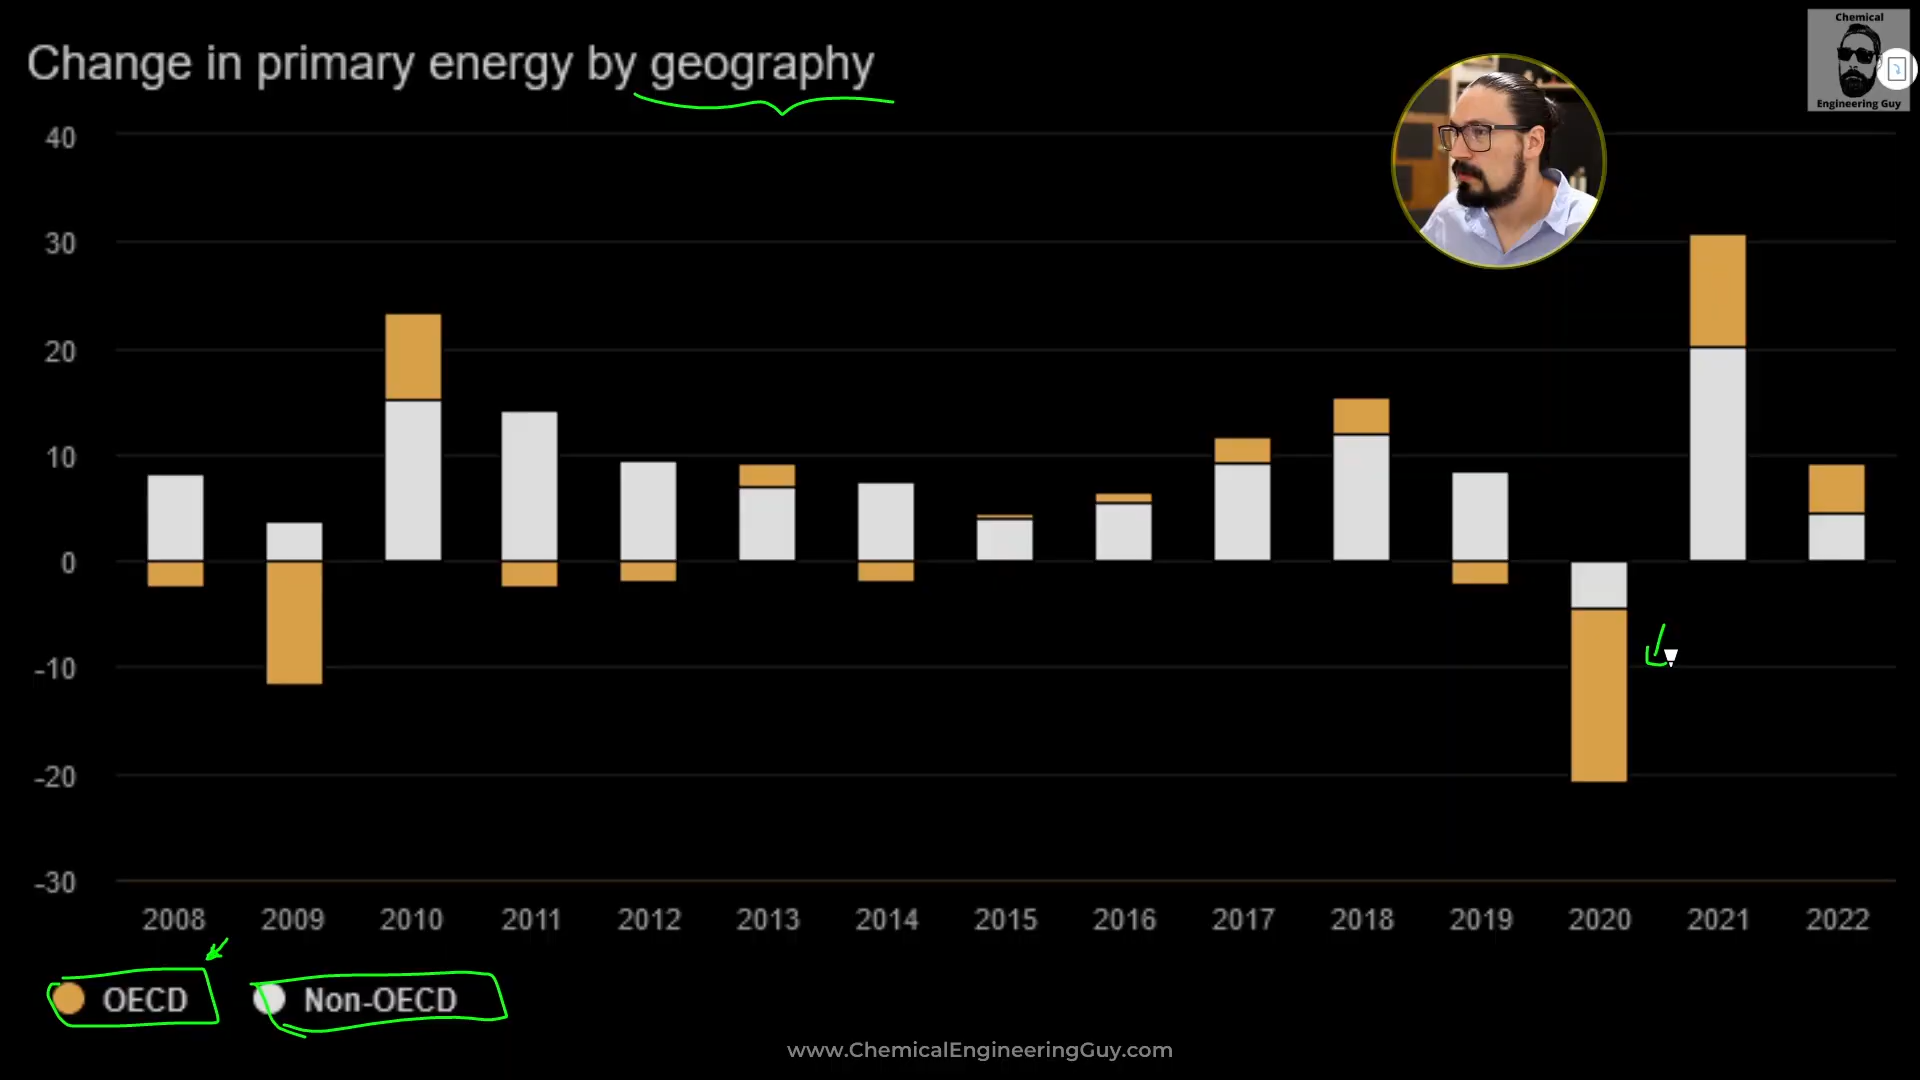 Change in primary energy by geography
Chemical
Engineering Guy
40
30
20
10
0
-10
-20
-30
2008 2009 2010 2011 2012 2013 2014 2015 2016 2017 2018 2019 2020 2021 2022
OECD Non-OECD
www.ChemicalEngineeringGuy.com